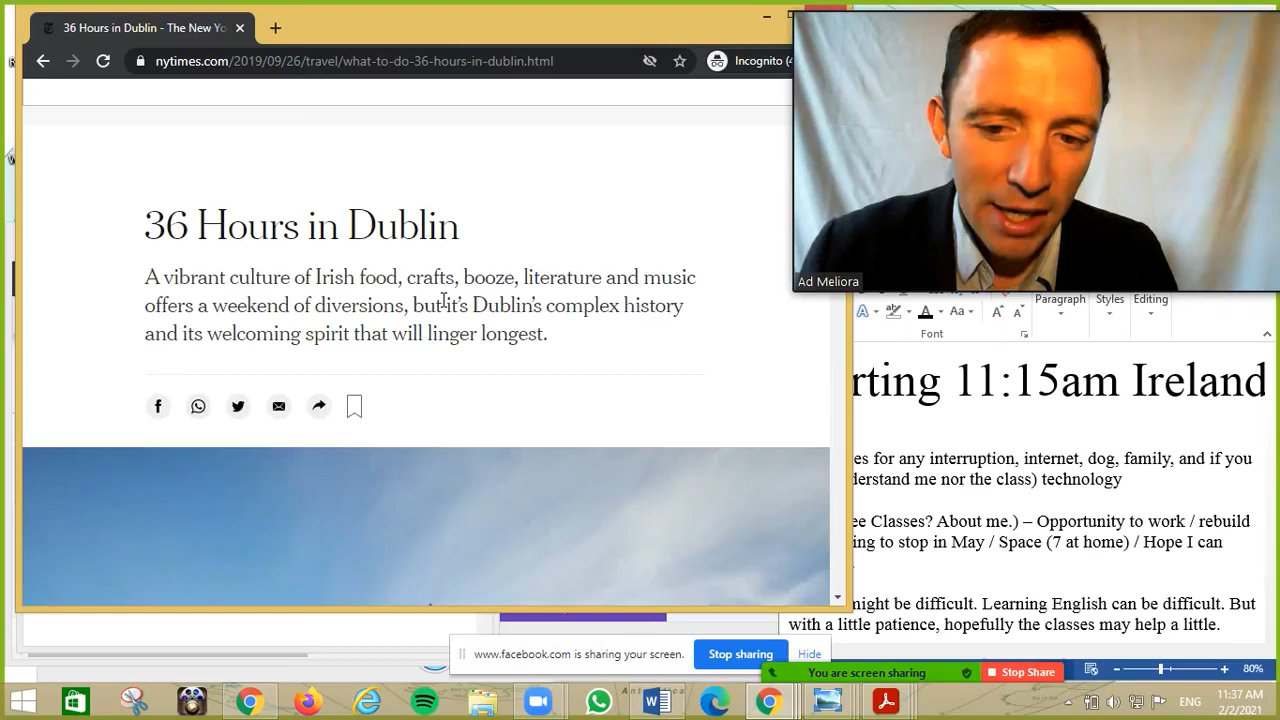 36 Hours in Dublin - The New Yo
nytimes.com/2019/09/26/travel/what-to-do-36-hours-in-dublin.html
Incognito (4
36 Hours in Dublin
A vibrant culture of Irish food, crafts, booze, literature and music
offers a weekend of diversions, but it's Dublin's complex history
and its welcoming spirit that will linger longest.
Ad Meliora
Paragraph
Styles
Editing
A
A
Aa
A
A
Font
rting 11:15am Ireland
es for any interruption, internet, dog, family, and if you
derstand me nor the class) technology
ee Classes? About me.) – Opportunity to work / rebuild
ing to stop in May / Space (7 at home) / Hope I can
might be difficult. Learning English can be difficult. But
with a little patience, hopefully the classes may help a little.
www.facebook.com is sharing your screen.
Stop sharing
Hide
You are screen sharing
Stop Share
80%
ENG
11:37 AM
2/2/2021